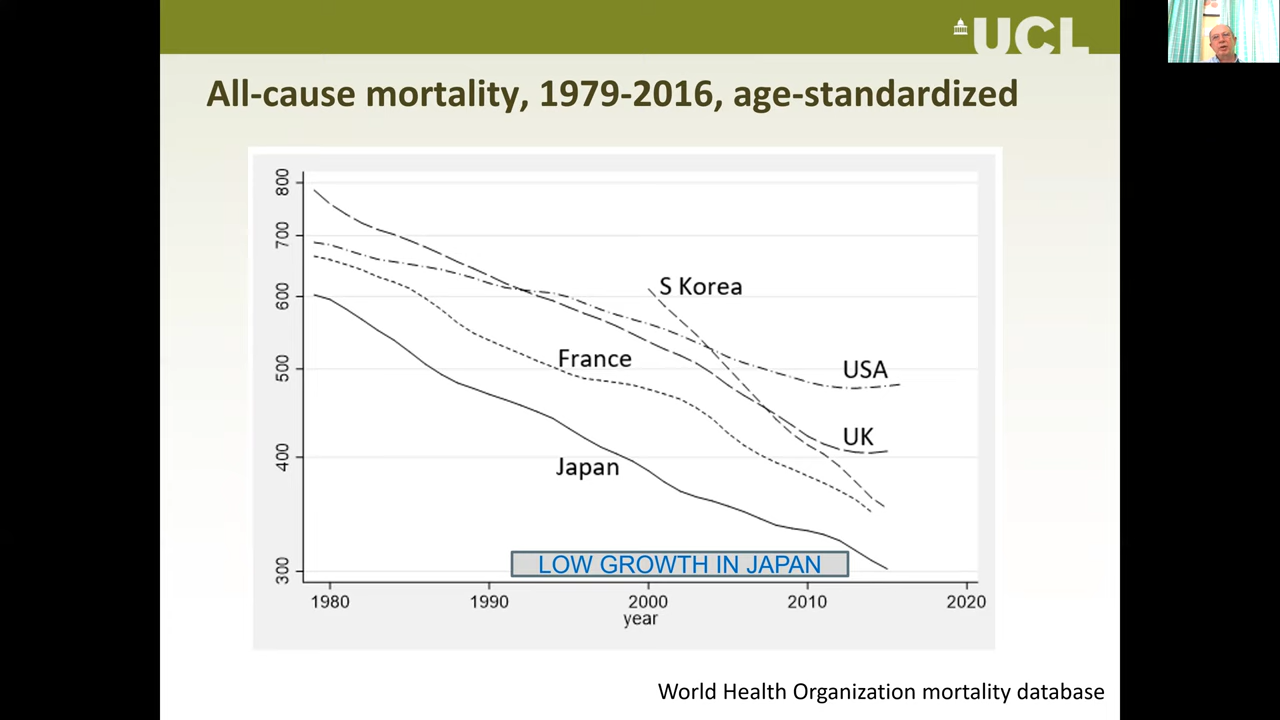 UCL
All-cause mortality, 1979-2016, age-standardized
800
700
600
500
400
300
S Korea
France
USA
UK
Japan
LOW GROWTH IN JAPAN
1980 1990 2000 2010 2020
year
World Health Organization mortality database